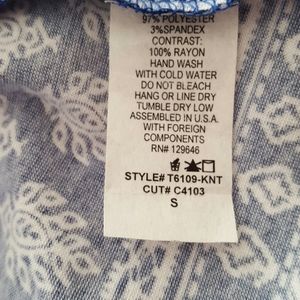 97% POLYESTER
3%SPANDEX
CONTRAST:
100% RAYON
HAND WASH
WITH COLD WATER
DO NOT BLEACH
HANG OR LINE DRY
TUMBLE DRY LOW
ASSEMBLED IN U.S.A.
WITH FOREIGN
COMPONENTS
RN# 129646
STYLE# T6109-KNT
CUT# C4103
S